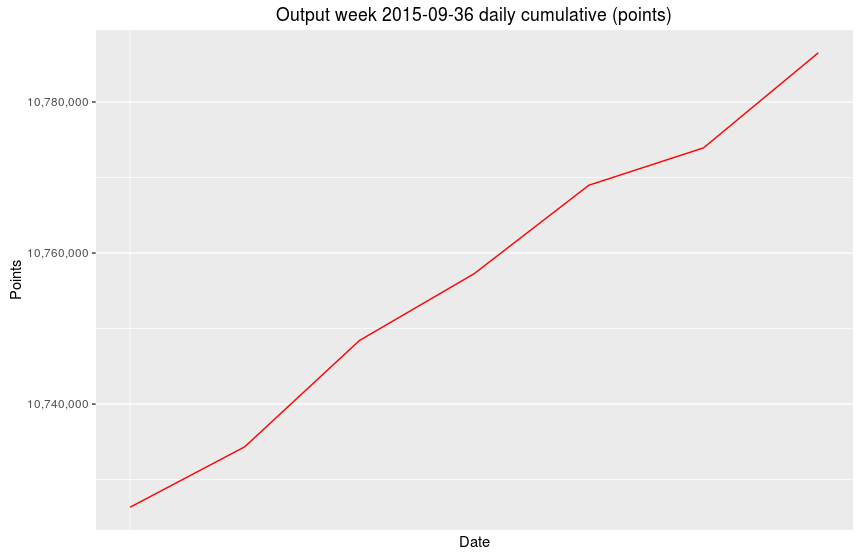 Output week 2015-09-36 daily cumulative (points)
10,780,000
10,760,000
10,740,000
Points
Date